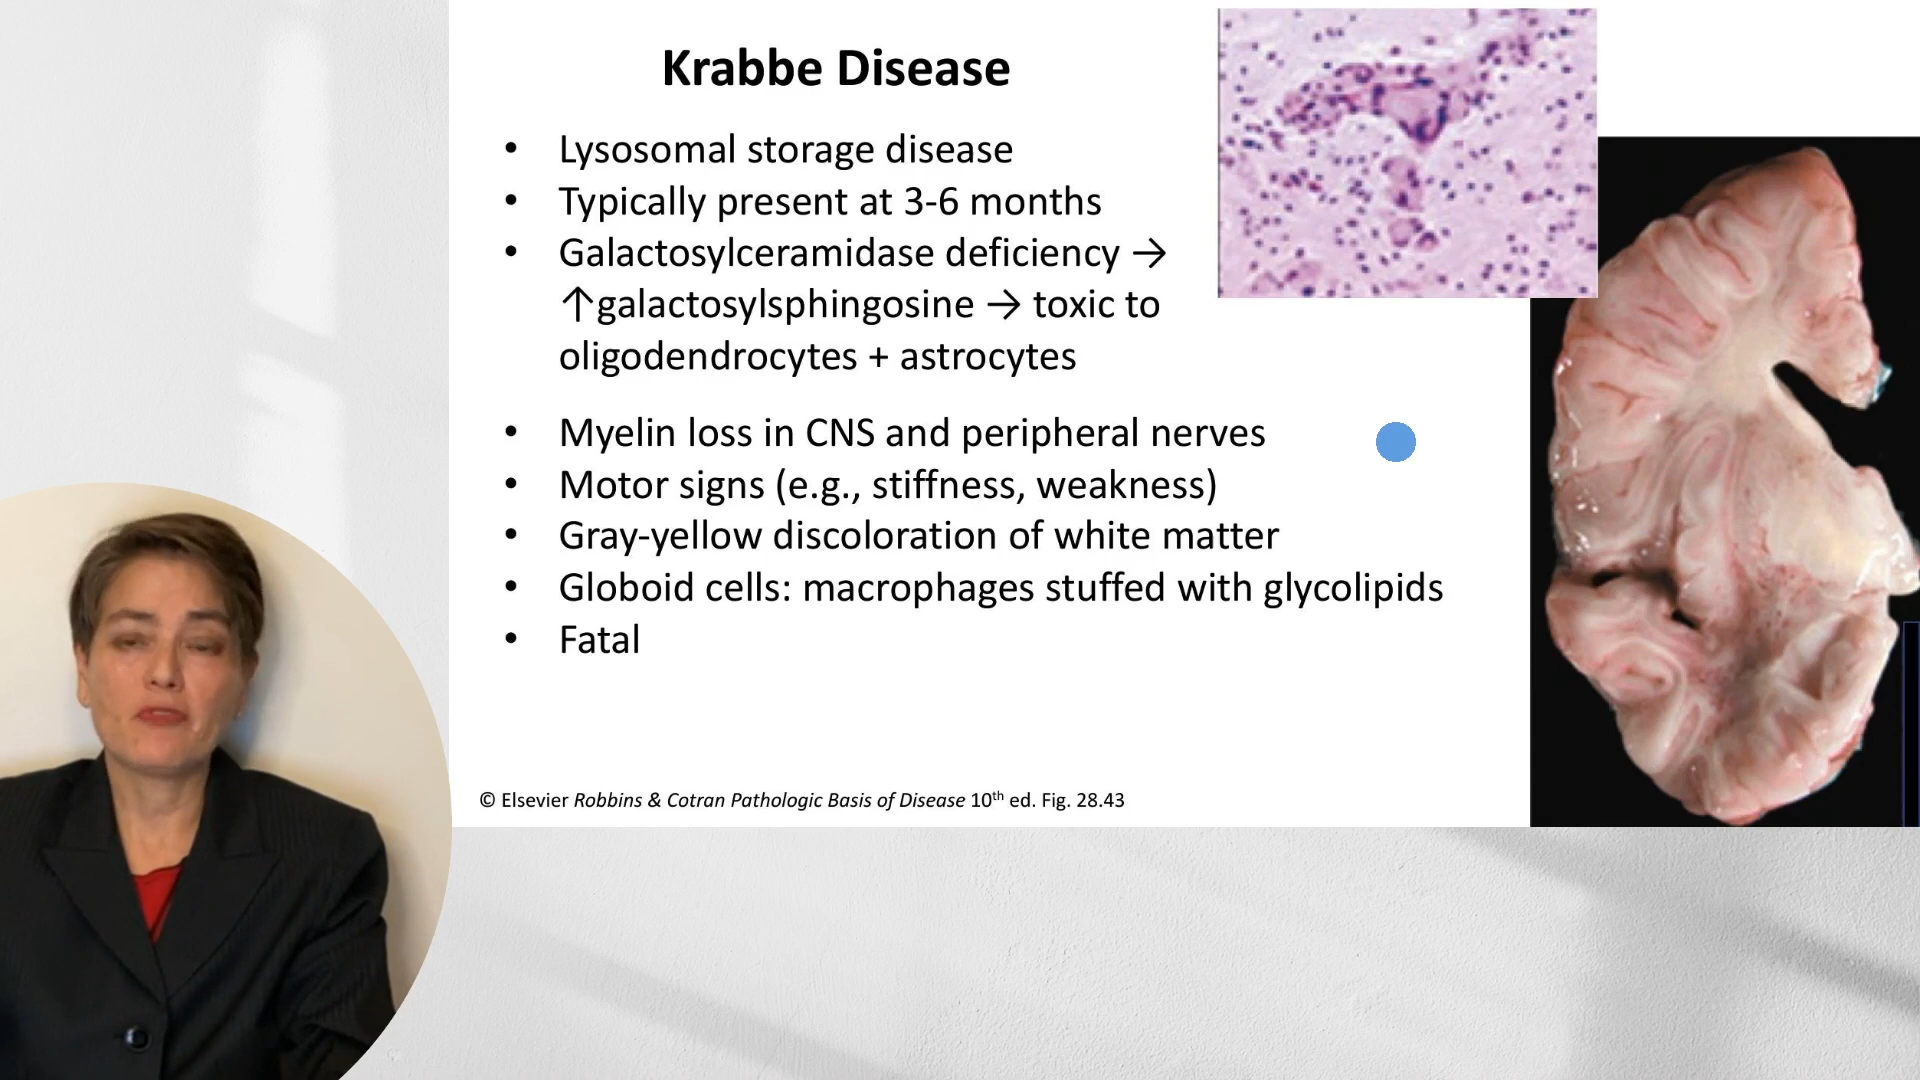 Krabbe Disease
• Lysosomal storage disease
• Typically present at 3-6 months
• Galactosylceramidase deficiency →
↑galactosylsphingosine → toxic to
oligodendrocytes + astrocytes
• Myelin loss in CNS and peripheral nerves
• Motor signs (e.g., stiffness, weakness)
• Gray-yellow discoloration of white matter
• Globoid cells: macrophages stuffed with glycolipids
• Fatal
© Elsevier Robbins & Cotran Pathologic Basis of Disease 10th ed. Fig. 28.43